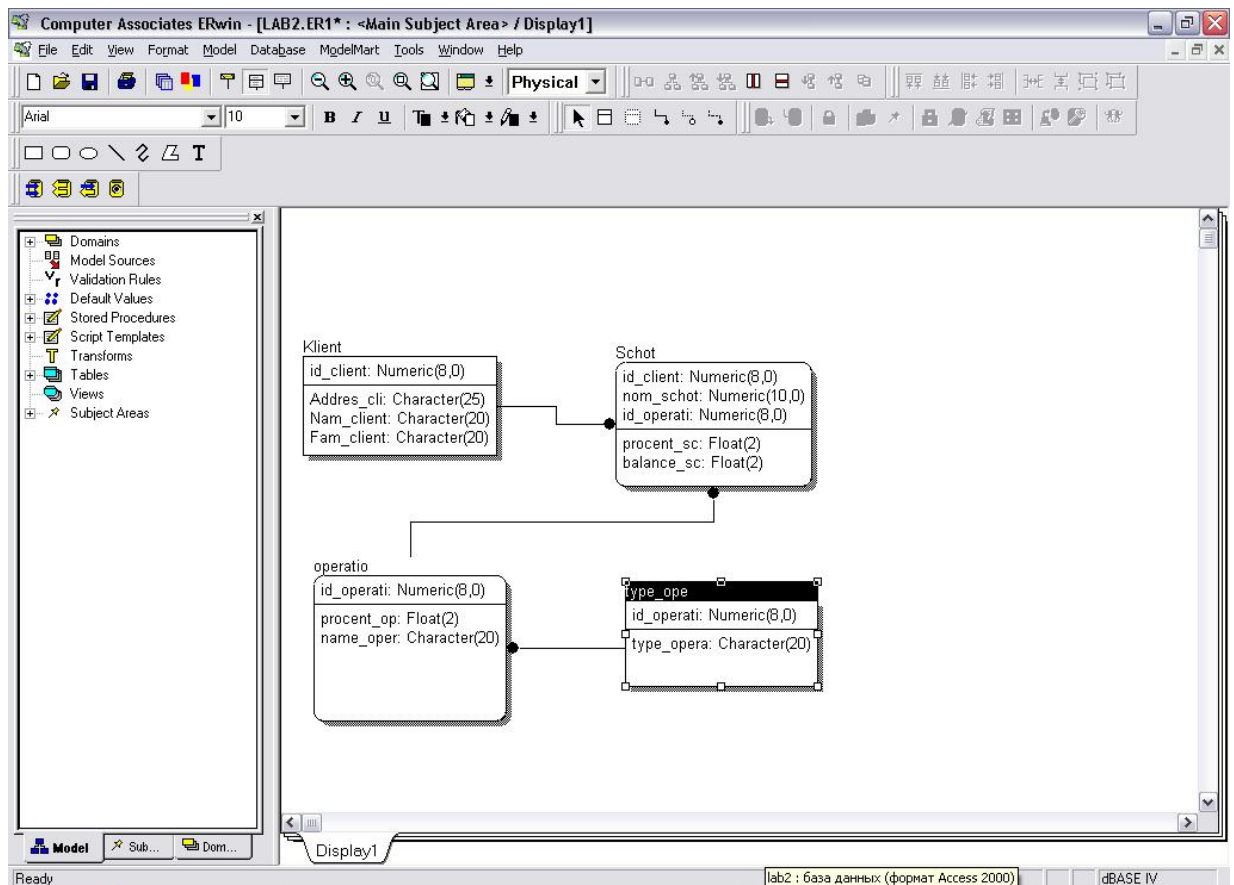 Computer Associates ERwin - [LAB2.ER1* : <Main Subject Area> / Display1]
File Edit View Format Model Database ModelMart Tools Window Help
Physical
Arial 10 B I U
T
Domains
Model Sources
Validation Rules
Default Values
Stored Procedures
Script Templates
Transforms
Tables
Views
Subject Areas
Klient
id_client: Numeric(8,0)
Addres_cli: Character(25)
Nam_client: Character(20)
Fam_client: Character(20)
Schot
id_client: Numeric(8,0)
nom_schot: Numeric(10,0)
id_operati: Numeric(8,0)
procent_sc: Float(2)
balance_sc: Float(2)
operatio
id_operati: Numeric(8,0)
procent_op: Float(2)
name_oper: Character(20)
type_ope
id_operati: Numeric(8,0)
type_opera: Character(20)
Model Sub... Dom...
Display1
Ready lab2 : база данных (формат Access 2000) dBASE IV